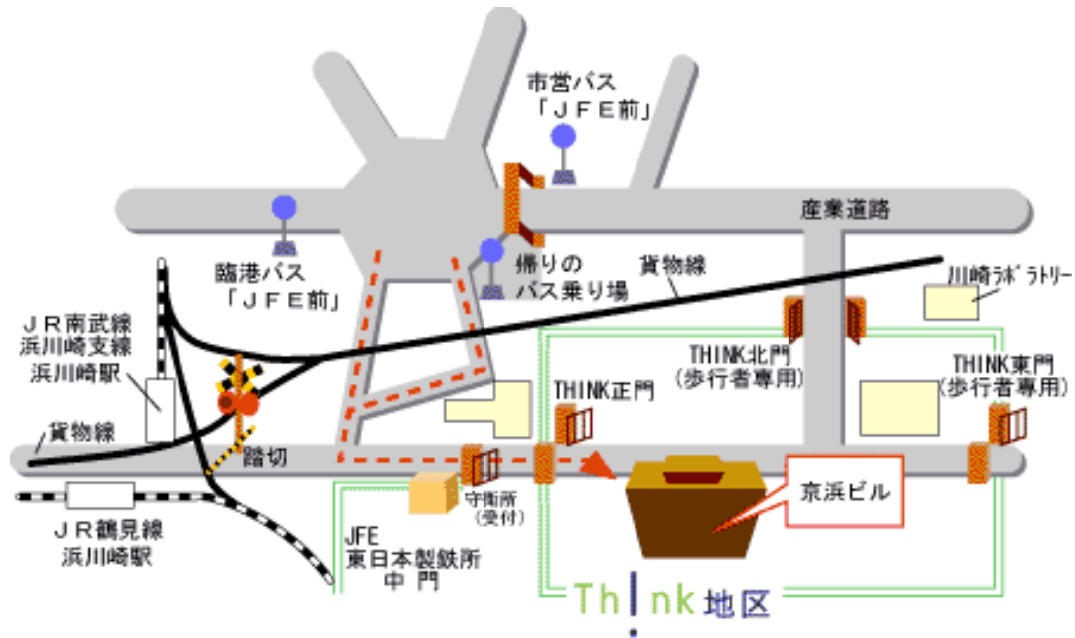 市営バス
「ＪＦＥ前」
産業道路
臨港バス
「ＪＦＥ前」
帰りの
バス乗り場
貨物線
川崎ﾗﾎﾞﾗﾄﾘｰ
ＪＲ南武線
浜川崎支線
浜川崎駅
THINK北門
(歩行者専用)
THINK東門
(歩行者専用)
THINK正門
貨物線
踏切
京浜ビル
守衛所
(受付)
ＪＲ鶴見線
浜川崎駅
JFE
東日本製鉄所
中門
Th!nk地区